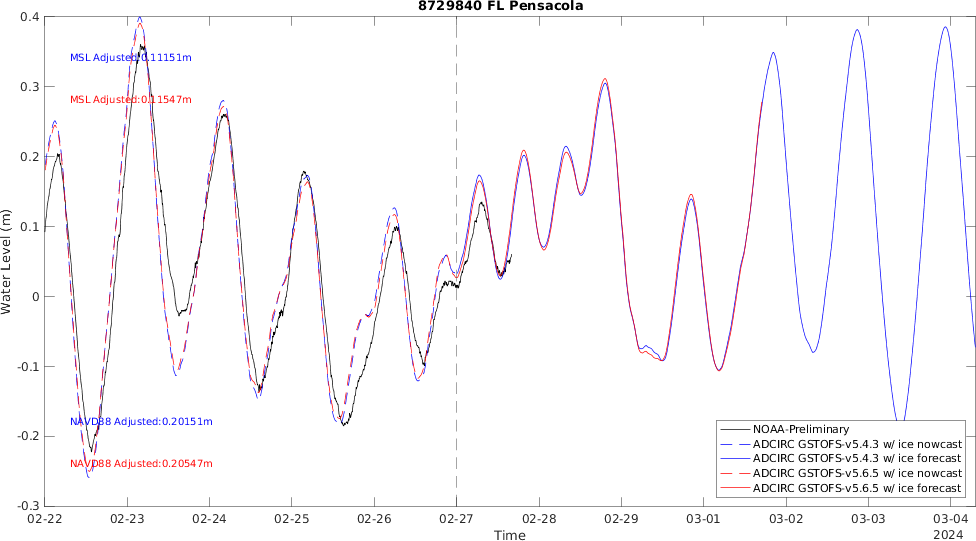 8729840 FL Pensacola
0.4
0.3
0.2
0.1
0
-0.1
-0.2
-0.3
Water Level (m)
MSL Adjusted:0.11151m
MSL Adjusted:0.11547m
NAVD88 Adjusted:0.20151m
NAVD88 Adjusted:0.20547m
NOAA-Preliminary
ADCIRC GSTOFS-v5.4.3 w/ ice nowcast
ADCIRC GSTOFS-v5.4.3 w/ ice forecast
ADCIRC GSTOFS-v5.6.5 w/ ice nowcast
ADCIRC GSTOFS-v5.6.5 w/ ice forecast
02-22 02-23 02-24 02-25 02-26 02-27 02-28 02-29 03-01 03-02 03-03 03-04
Time
2024